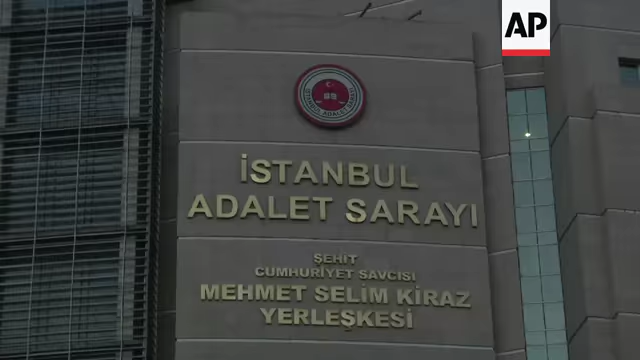 AP
İSTANBUL
ADALET SARAYI
ŞEHİT
CUMHURİYET SAVCISI
MEHMET SELİM KİRAZ
YERLEŞKESİ